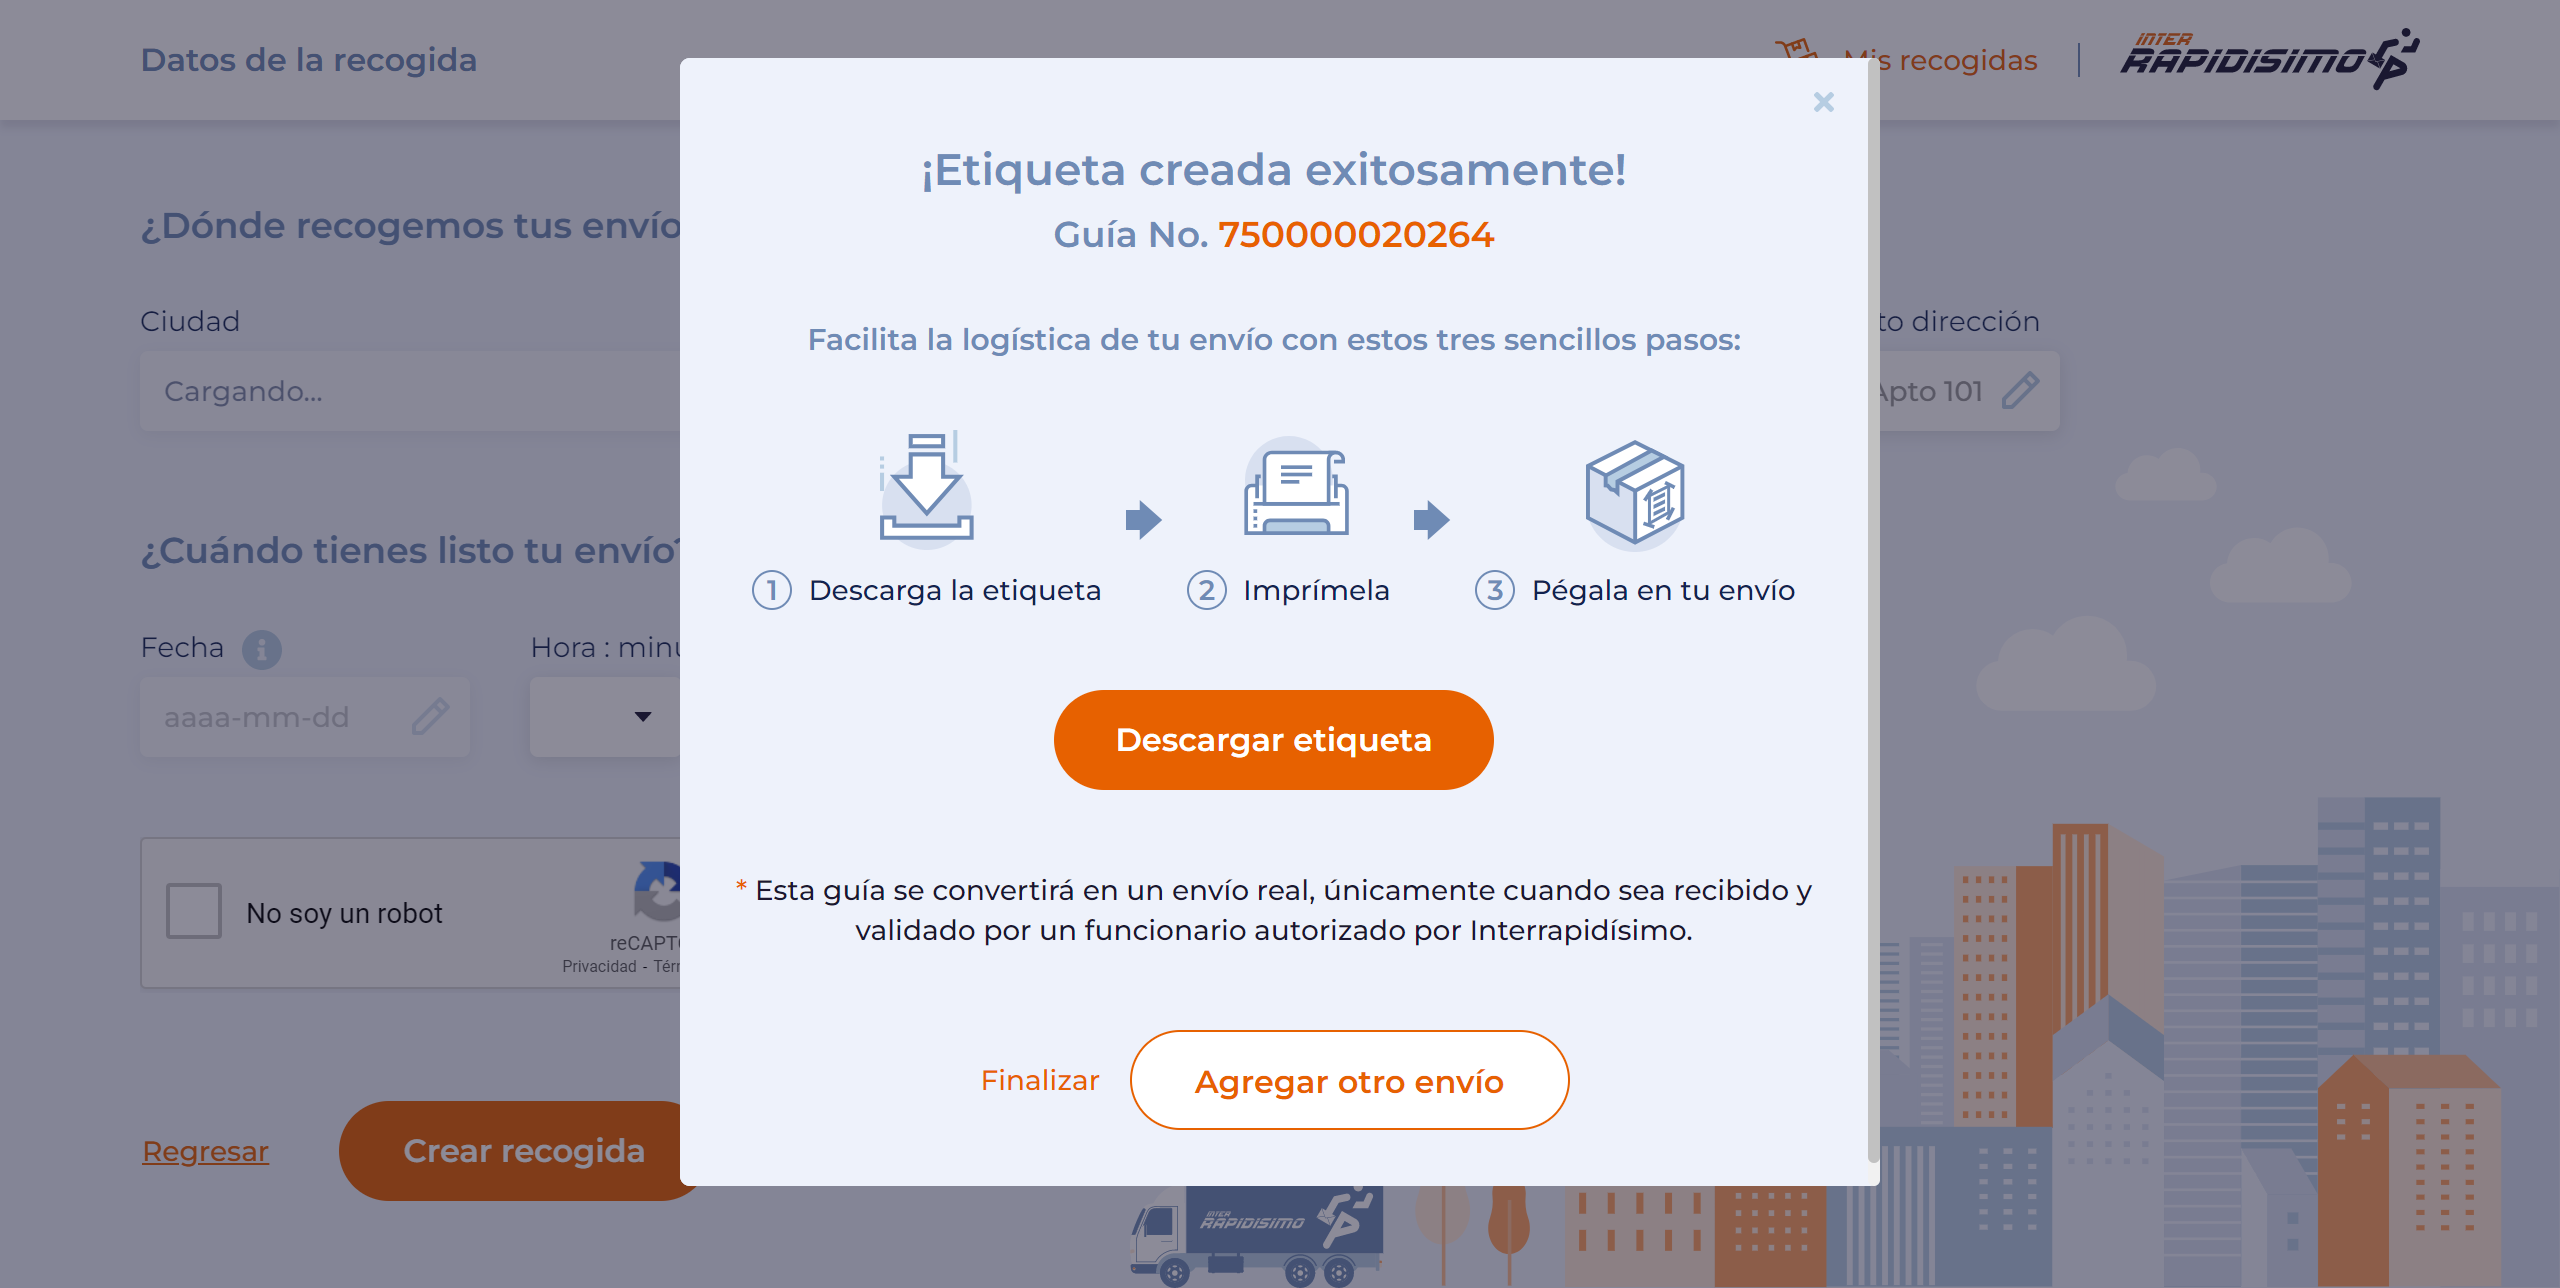 Datos de la recogida
Mis recogidas
INTER
RAPIDISIMO
¡Etiqueta creada exitosamente!
Guía No. 750000020264
Facilita la logística de tu envío con estos tres sencillos pasos:
1 Descarga la etiqueta
2 Imprímela
3 Pégala en tu envío
Descargar etiqueta
* Esta guía se convertirá en un envío real, únicamente cuando sea recibido y
validado por un funcionario autorizado por Interrapidísimo.
Finalizar
Agregar otro envío
¿Dónde recogemos tus envío
Ciudad
Cargando...
to dirección
Apto 101
¿Cuándo tienes listo tu envío?
Fecha
Hora : minu
aaaa-mm-dd
No soy un robot
reCAPTC
Privacidad - Térr
Regresar
Crear recogida
INTER
RAPIDISIMO